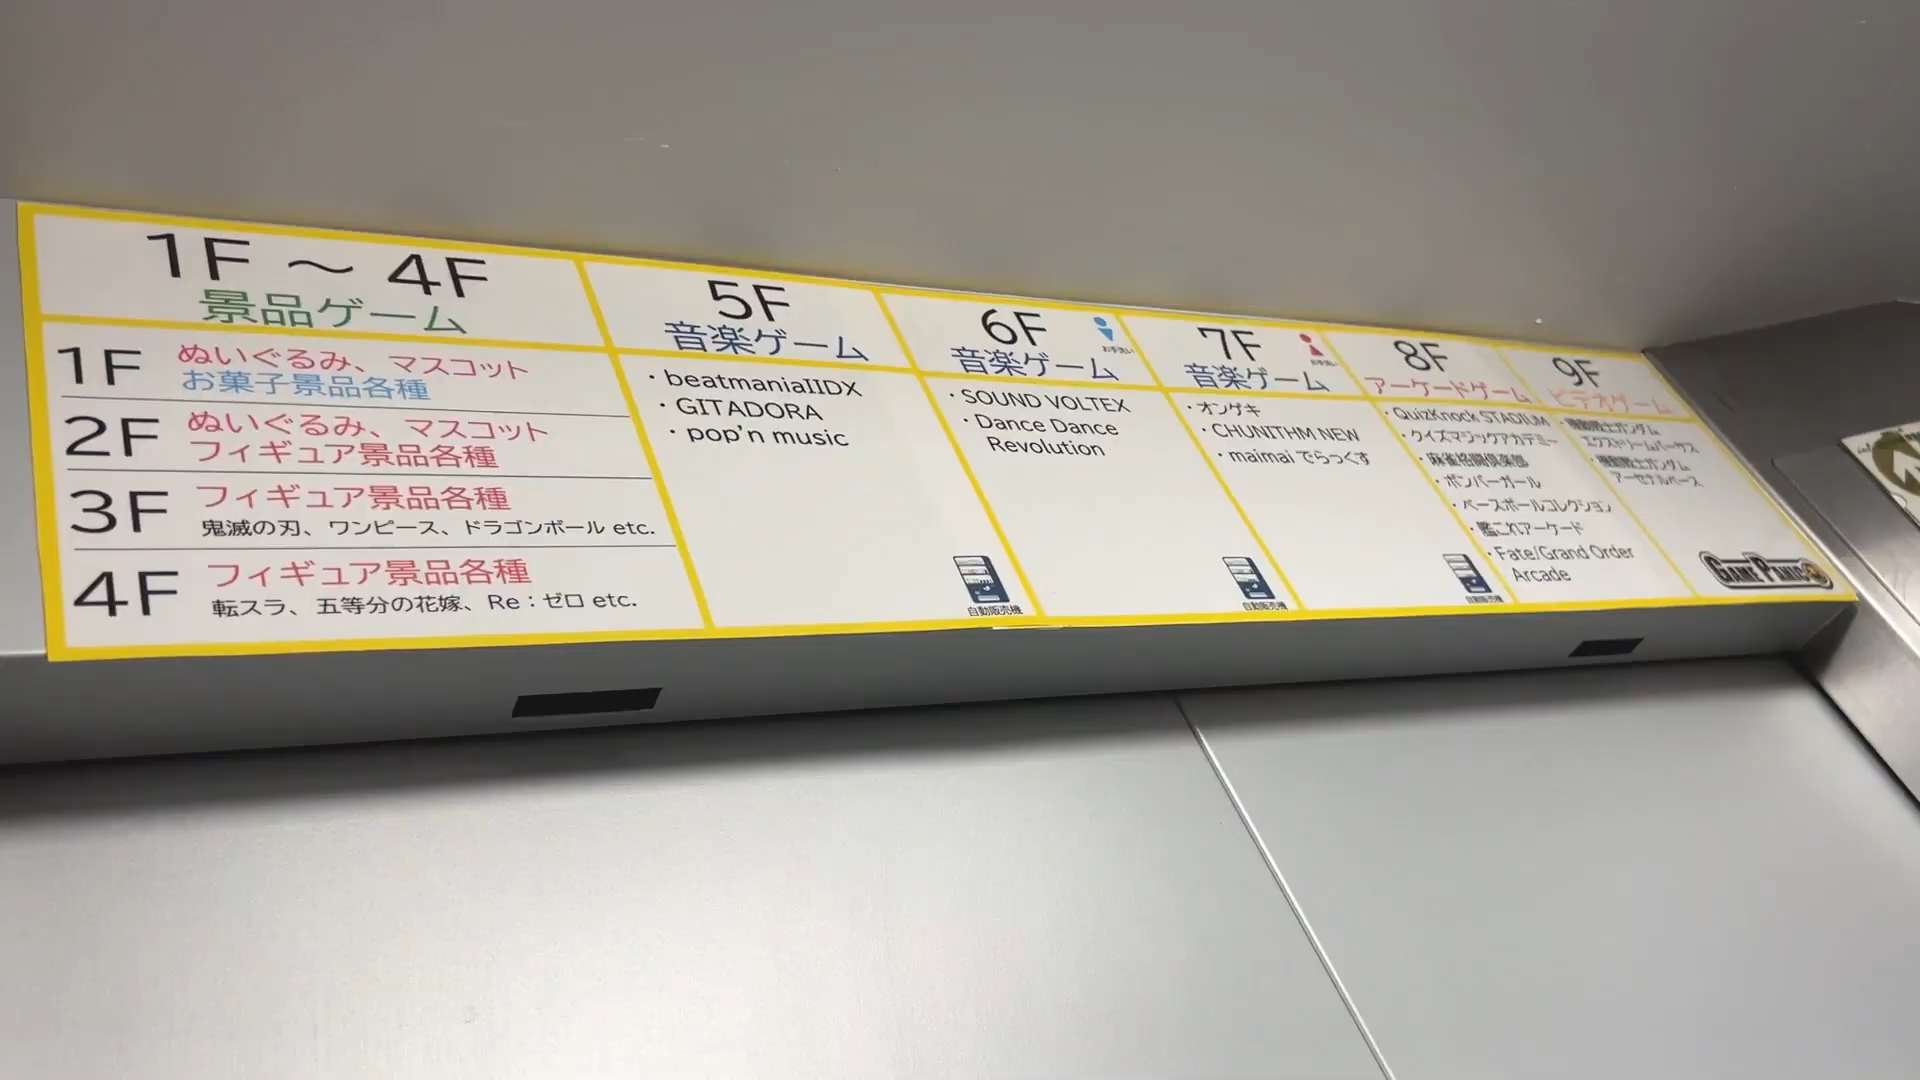 1F ～ 4F
景品ゲーム
1F ぬいぐるみ、マスコット
お菓子景品各種
2F ぬいぐるみ、マスコット
フィギュア景品各種
3F フィギュア景品各種
鬼滅の刃、ワンピース、ドラゴンボール etc.
4F フィギュア景品各種
転スラ、五等分の花嫁、Re：ゼロ etc.
5F
音楽ゲーム
・beatmaniaIIDX
・GITADORA
・pop'n music
自動販売機
6F
お手洗い
音楽ゲーム
・SOUND VOLTEX
・Dance Dance
Revolution
自動販売機
7F
お手洗い
音楽ゲーム
・オンゲキ
・CHUNITHM NEW
・maimai でらっくす
自動販売機
8F
アーケードゲーム
・QuizKnock STADIUM
・クイズマジックアカデミー
・麻雀格闘倶楽部
・ボンバーガール
・ベースボールコレクション
・艦これアーケード
・Fate/Grand Order
Arcade
9F
ビデオゲーム
・機動戦士ガンダム
エクストリームバーサス
・機動戦士ガンダム
アーセナルベース
GAME PANIC